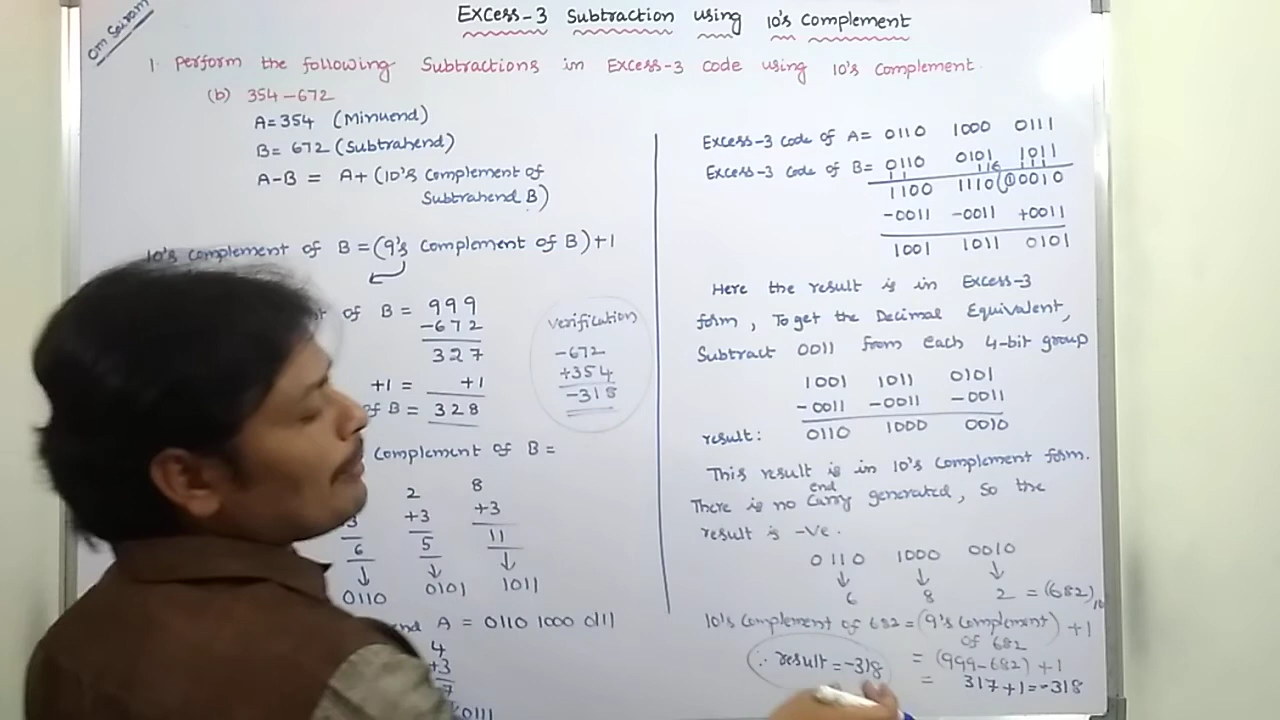 Om Sairam
Excess-3 Subtraction using 10's Complement
1. Perform the following Subtractions in Excess-3 code using 10's Complement.
(b) 354-672
A=354 (Minuend)
B= 672 (Subtrahend)
A-B = A+ (10's Complement of
Subtrahend B)
10's complement of B = (9's Complement of B)+1
of B = 999
-672
327
+1 = +1
of B = 328
Verification
-672
+354
-318
Complement of B =
2 8
+3 +3
6 5 11
↓ ↓ ↓
0110 0101 1011
A = 0110 1000 0111
4
+3
7
0111
Excess-3 code of A= 0110 1000 0111
Excess-3 code of B= 0110 0101 1011
1100 1110 (1)0010
-0011 -0011 +0011
1001 1011 0101
Here the result is in Excess-3
form, To get the Decimal Equivalent,
Subtract 0011 from each 4-bit group
1001 1011 0101
-0011 -0011 -0011
result: 0110 1000 0010
This result is in 10's complement form.
There is no end Carry generated, so the
result is -Ve.
0110 1000 0010
↓ ↓ ↓
6 8 2 = (682)10
10's complement of 682 = (9's Complement of 682) +1
= (999-682) +1
= 317+1=-318
∴ result = -318